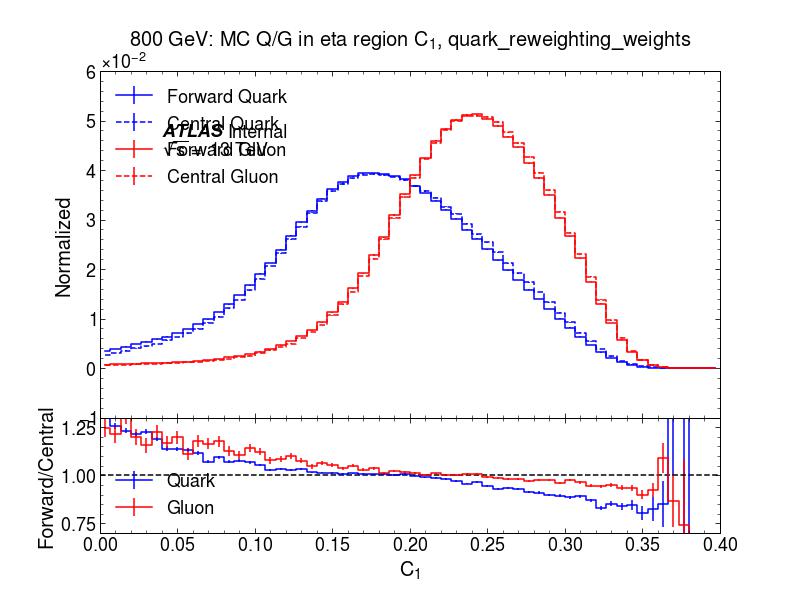 800 GeV: MC Q/G in eta region C1, quark_reweighting_weights
×10−2
6
5
4
3
2
1
0
−1
Normalized
Forward Quark
Central Quark
ATLAS Internal
√s = 13 TeV
Forward Gluon
Central Gluon
1.25
1.00
0.75
Forward/Central
Quark
Gluon
0.00 0.05 0.10 0.15 0.20 0.25 0.30 0.35 0.40
C1